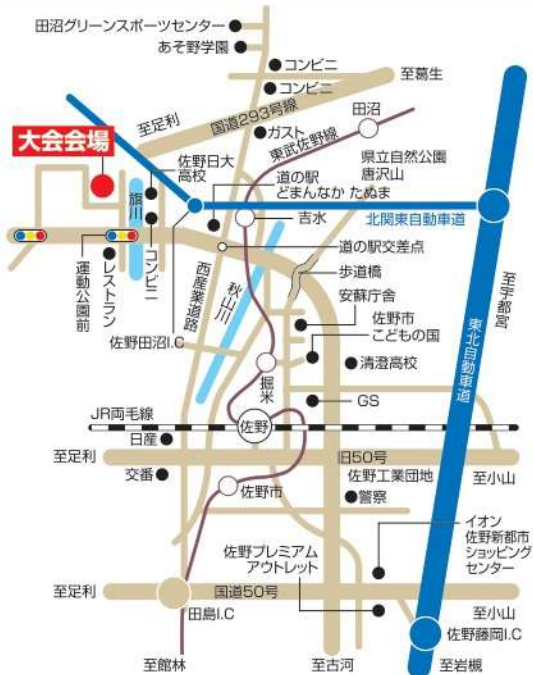 田沼グリーンスポーツセンター
あそ野学園
コンビニ
コンビニ
至葛生
至足利
国道293号線
田沼
大会会場
ガスト
東武佐野線
佐野日大
高校
道の駅
どまんなか たぬま
県立自然公園
唐沢山
旗川
吉水
北関東自動車道
道の駅交差点
運動公園前
レストラン
コンビニ
西産業道路
秋山川
歩道橋
至宇都宮
安蘇庁舎
佐野市
こどもの国
東北自動車道
佐野田沼I.C
堀米
清澄高校
GS
JR両毛線
佐野
日産
至足利
旧50号
交番
佐野市
佐野工業団地
至小山
警察
イオン
佐野新都市
ショッピング
センター
佐野プレミアム
アウトレット
至足利
国道50号
田島I.C
至小山
佐野藤岡I.C
至館林
至古河
至岩槻